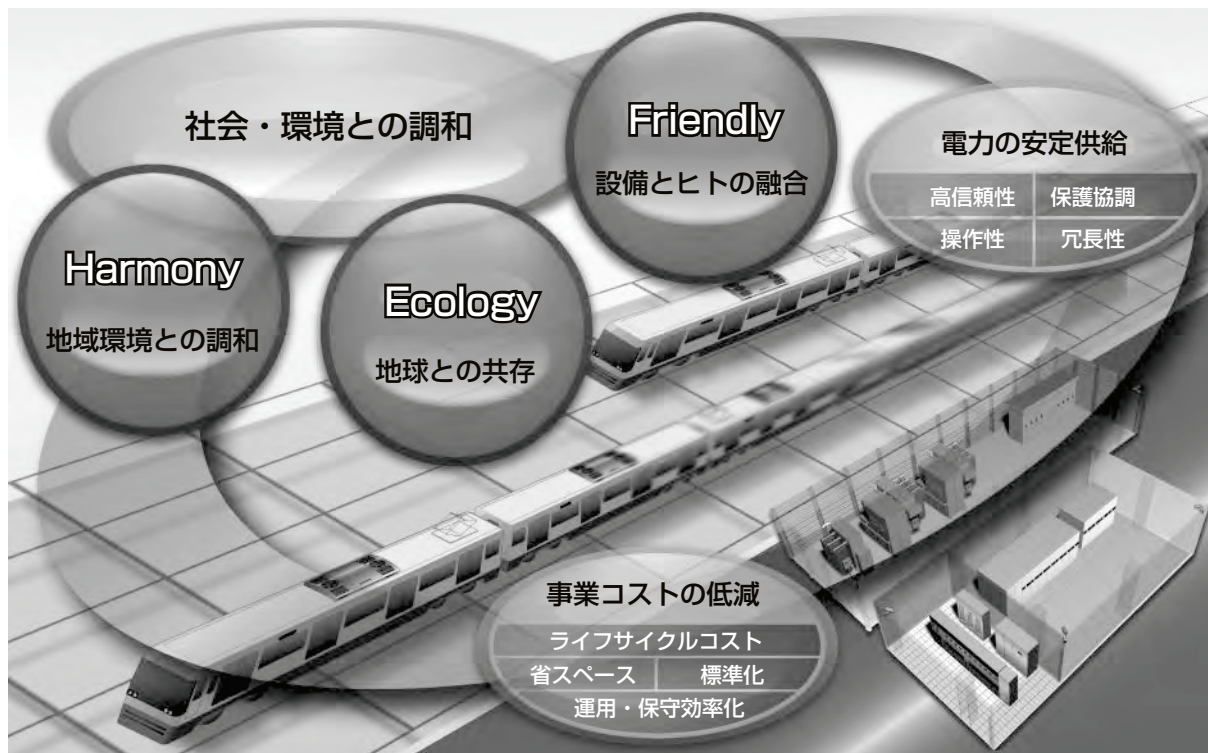 社会・環境との調和
Friendly
設備とヒトの融合
電力の安定供給
高信頼性 保護協調
操作性 冗長性
Harmony
地域環境との調和
Ecology
地球との共存
事業コストの低減
ライフサイクルコスト
省スペース 標準化
運用・保守効率化